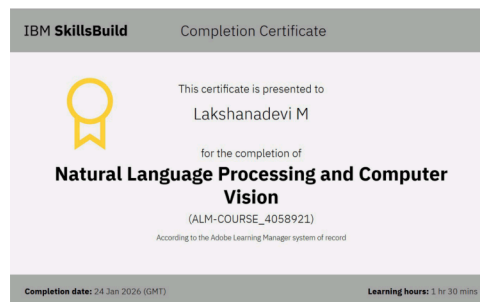 IBM SkillsBuild Completion Certificate
This certificate is presented to
Lakshanadevi M
for the completion of
Natural Language Processing and Computer
Vision
(ALM-COURSE_4058921)
According to the Adobe Learning Manager system of record
Completion date: 24 Jan 2026 (GMT) Learning hours: 1 hr 30 mins